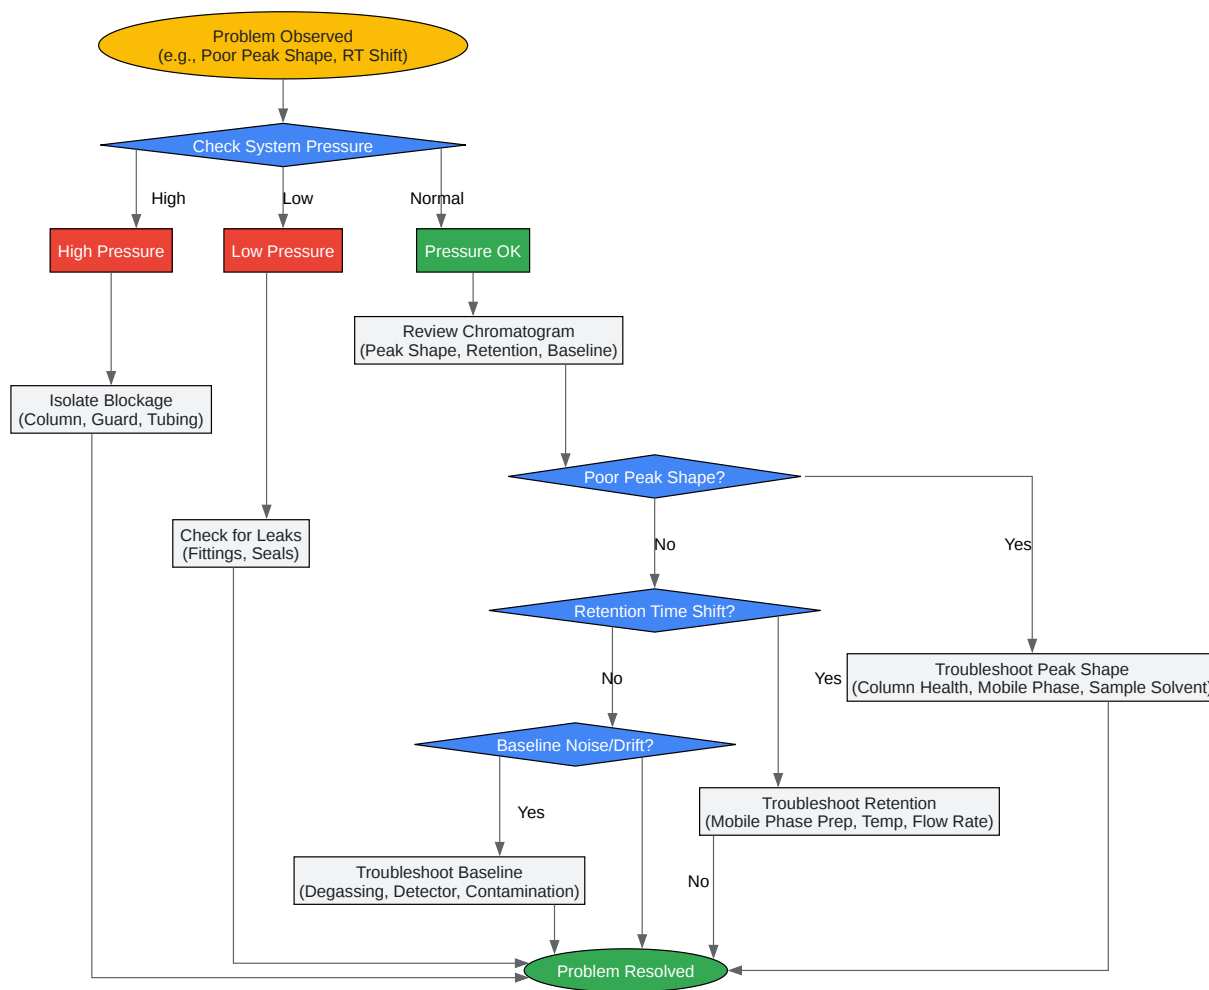 Problem Observed
(e.g., Poor Peak Shape, RT Shift)
Check System Pressure
High
Low
Normal
High Pressure
Low Pressure
Pressure OK
Review Chromatogram
(Peak Shape, Retention, Baseline)
Isolate Blockage
(Column, Guard, Tubing)
Poor Peak Shape?
Check for Leaks
(Fittings, Seals)
No
Yes
Retention Time Shift?
No
Yes
Troubleshoot Peak Shape
(Column Health, Mobile Phase, Sample Solvent)
Baseline Noise/Drift?
Yes
Troubleshoot Retention
(Mobile Phase Prep, Temp, Flow Rate)
Troubleshoot Baseline
(Degassing, Detector, Contamination)
No
Problem Resolved